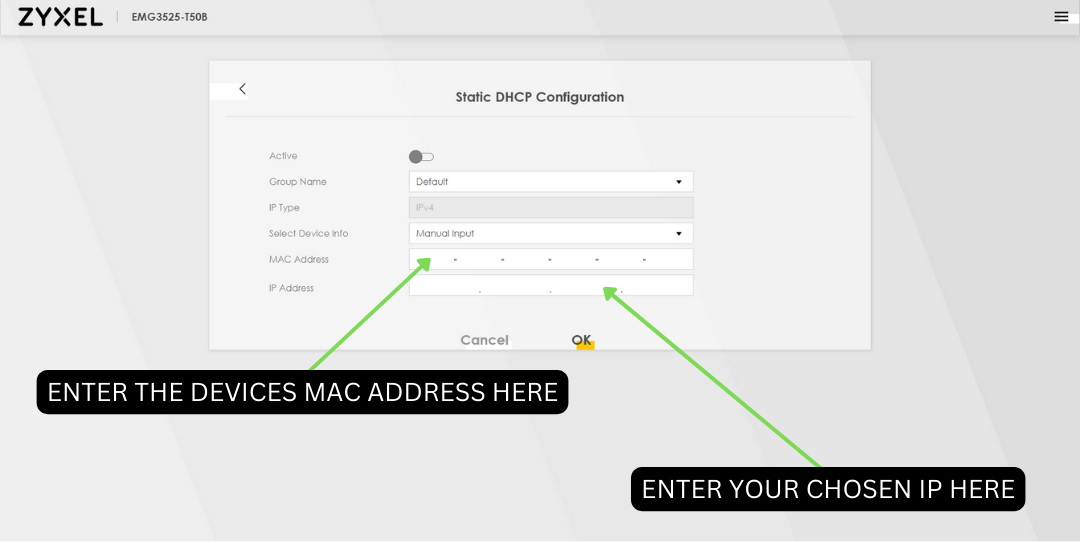 ZYXEL EMG3525-T50B
Static DHCP Configuration
Active
Group Name Default
IP Type IPv4
Select Device Info Manual Input
MAC Address - - - - -
IP Address . . .
Cancel OK
ENTER THE DEVICES MAC ADDRESS HERE
ENTER YOUR CHOSEN IP HERE